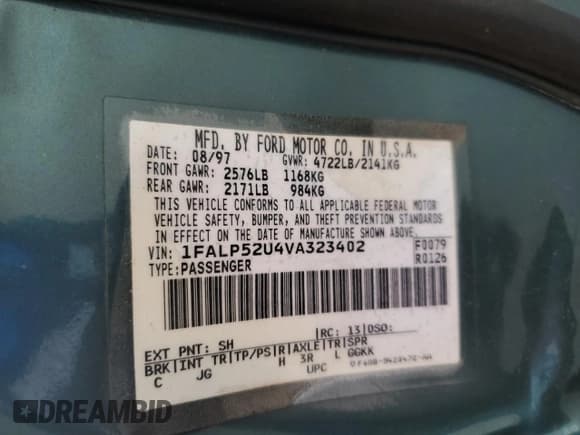 MFD. BY FORD MOTOR CO. IN U.S.A.
DATE: 08/97 GVWR: 4722LB/2141KG
FRONT GAWR: 2576LB 1168KG
REAR GAWR: 2171LB 984KG
THIS VEHICLE CONFORMS TO ALL APPLICABLE FEDERAL MOTOR
VEHICLE SAFETY, BUMPER, AND THEFT PREVENTION STANDARDS
IN EFFECT ON THE DATE OF MANUFACTURE SHOWN ABOVE.
VIN: 1FALP52U4VA323402 F0079
TYPE: PASSENGER R0126
EXT PNT: SH RC: 13 DSO:
BRK INT TR TP/PS R AXLE TR SPR
C JG H 3R L GGKK
UPC
DREAMBID